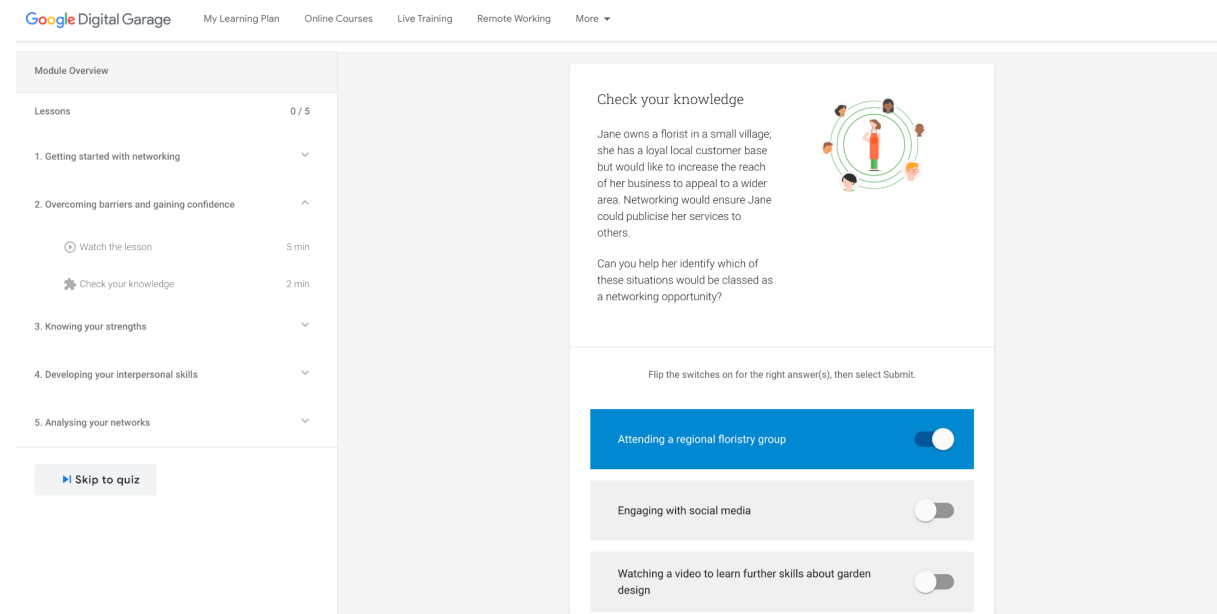 Google Digital Garage My Learning Plan Online Courses Live Training Remote Working More
Module Overview
Lessons 0 / 5
1. Getting started with networking
2. Overcoming barriers and gaining confidence
Watch the lesson 5 min
Check your knowledge 2 min
3. Knowing your strengths
4. Developing your interpersonal skills
5. Analysing your networks
Skip to quiz
Check your knowledge
Jane owns a florist in a small village;
she has a loyal local customer base
but would like to increase the reach
of her business to appeal to a wider
area. Networking would ensure Jane
could publicise her services to
others.
Can you help her identify which of
these situations would be classed as
a networking opportunity?
Flip the switches on for the right answer(s), then select Submit.
Attending a regional floristry group
Engaging with social media
Watching a video to learn further skills about garden
design